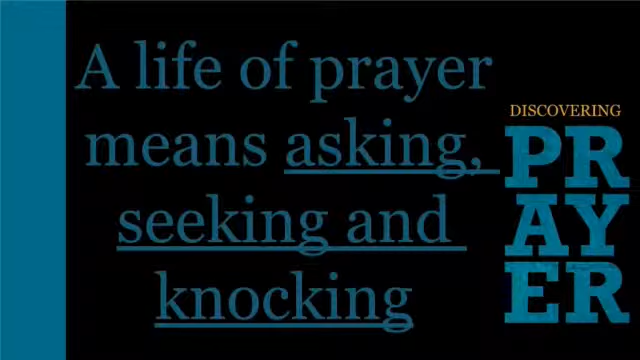 A life of prayer
means asking,
seeking and
knocking
DISCOVERING
PR
AY
ER